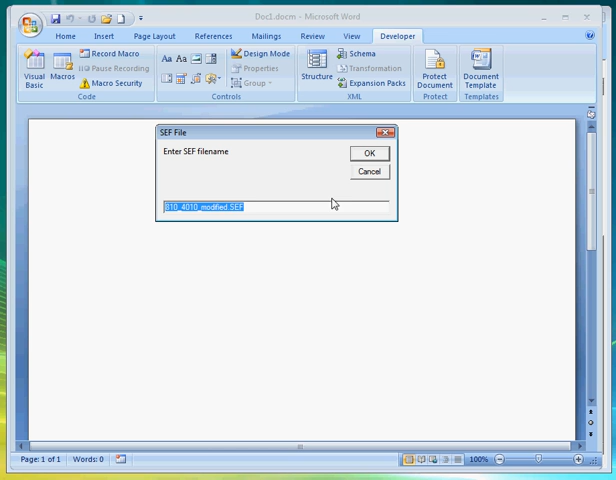 Doc1.docm - Microsoft Word
Home Insert Page Layout References Mailings Review View Developer
Visual Basic
Macros
Record Macro
Pause Recording
Macro Security
Code
Aa Aa
Design Mode
Properties
Group
Controls
Structure
Schema
Transformation
Expansion Packs
XML
Protect Document
Protect
Document Template
Templates
SEF File
Enter SEF filename
OK
Cancel
810_4010_modified.SEF
Page: 1 of 1 Words: 0 100%